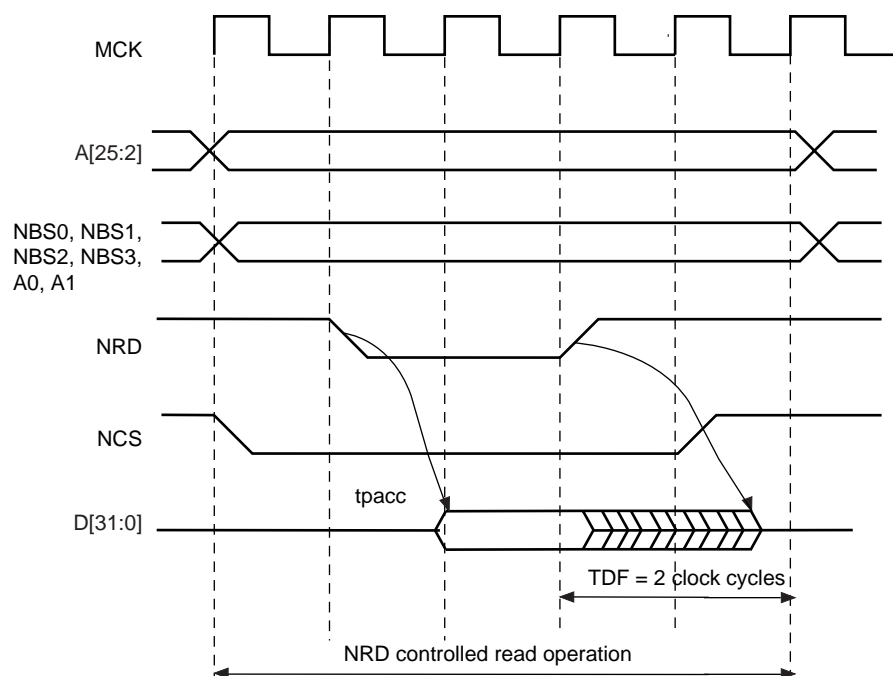 MCK
A[25:2]
NBS0, NBS1,
NBS2, NBS3,
A0, A1
NRD
NCS
tpacc
D[31:0]
TDF = 2 clock cycles
NRD controlled read operation